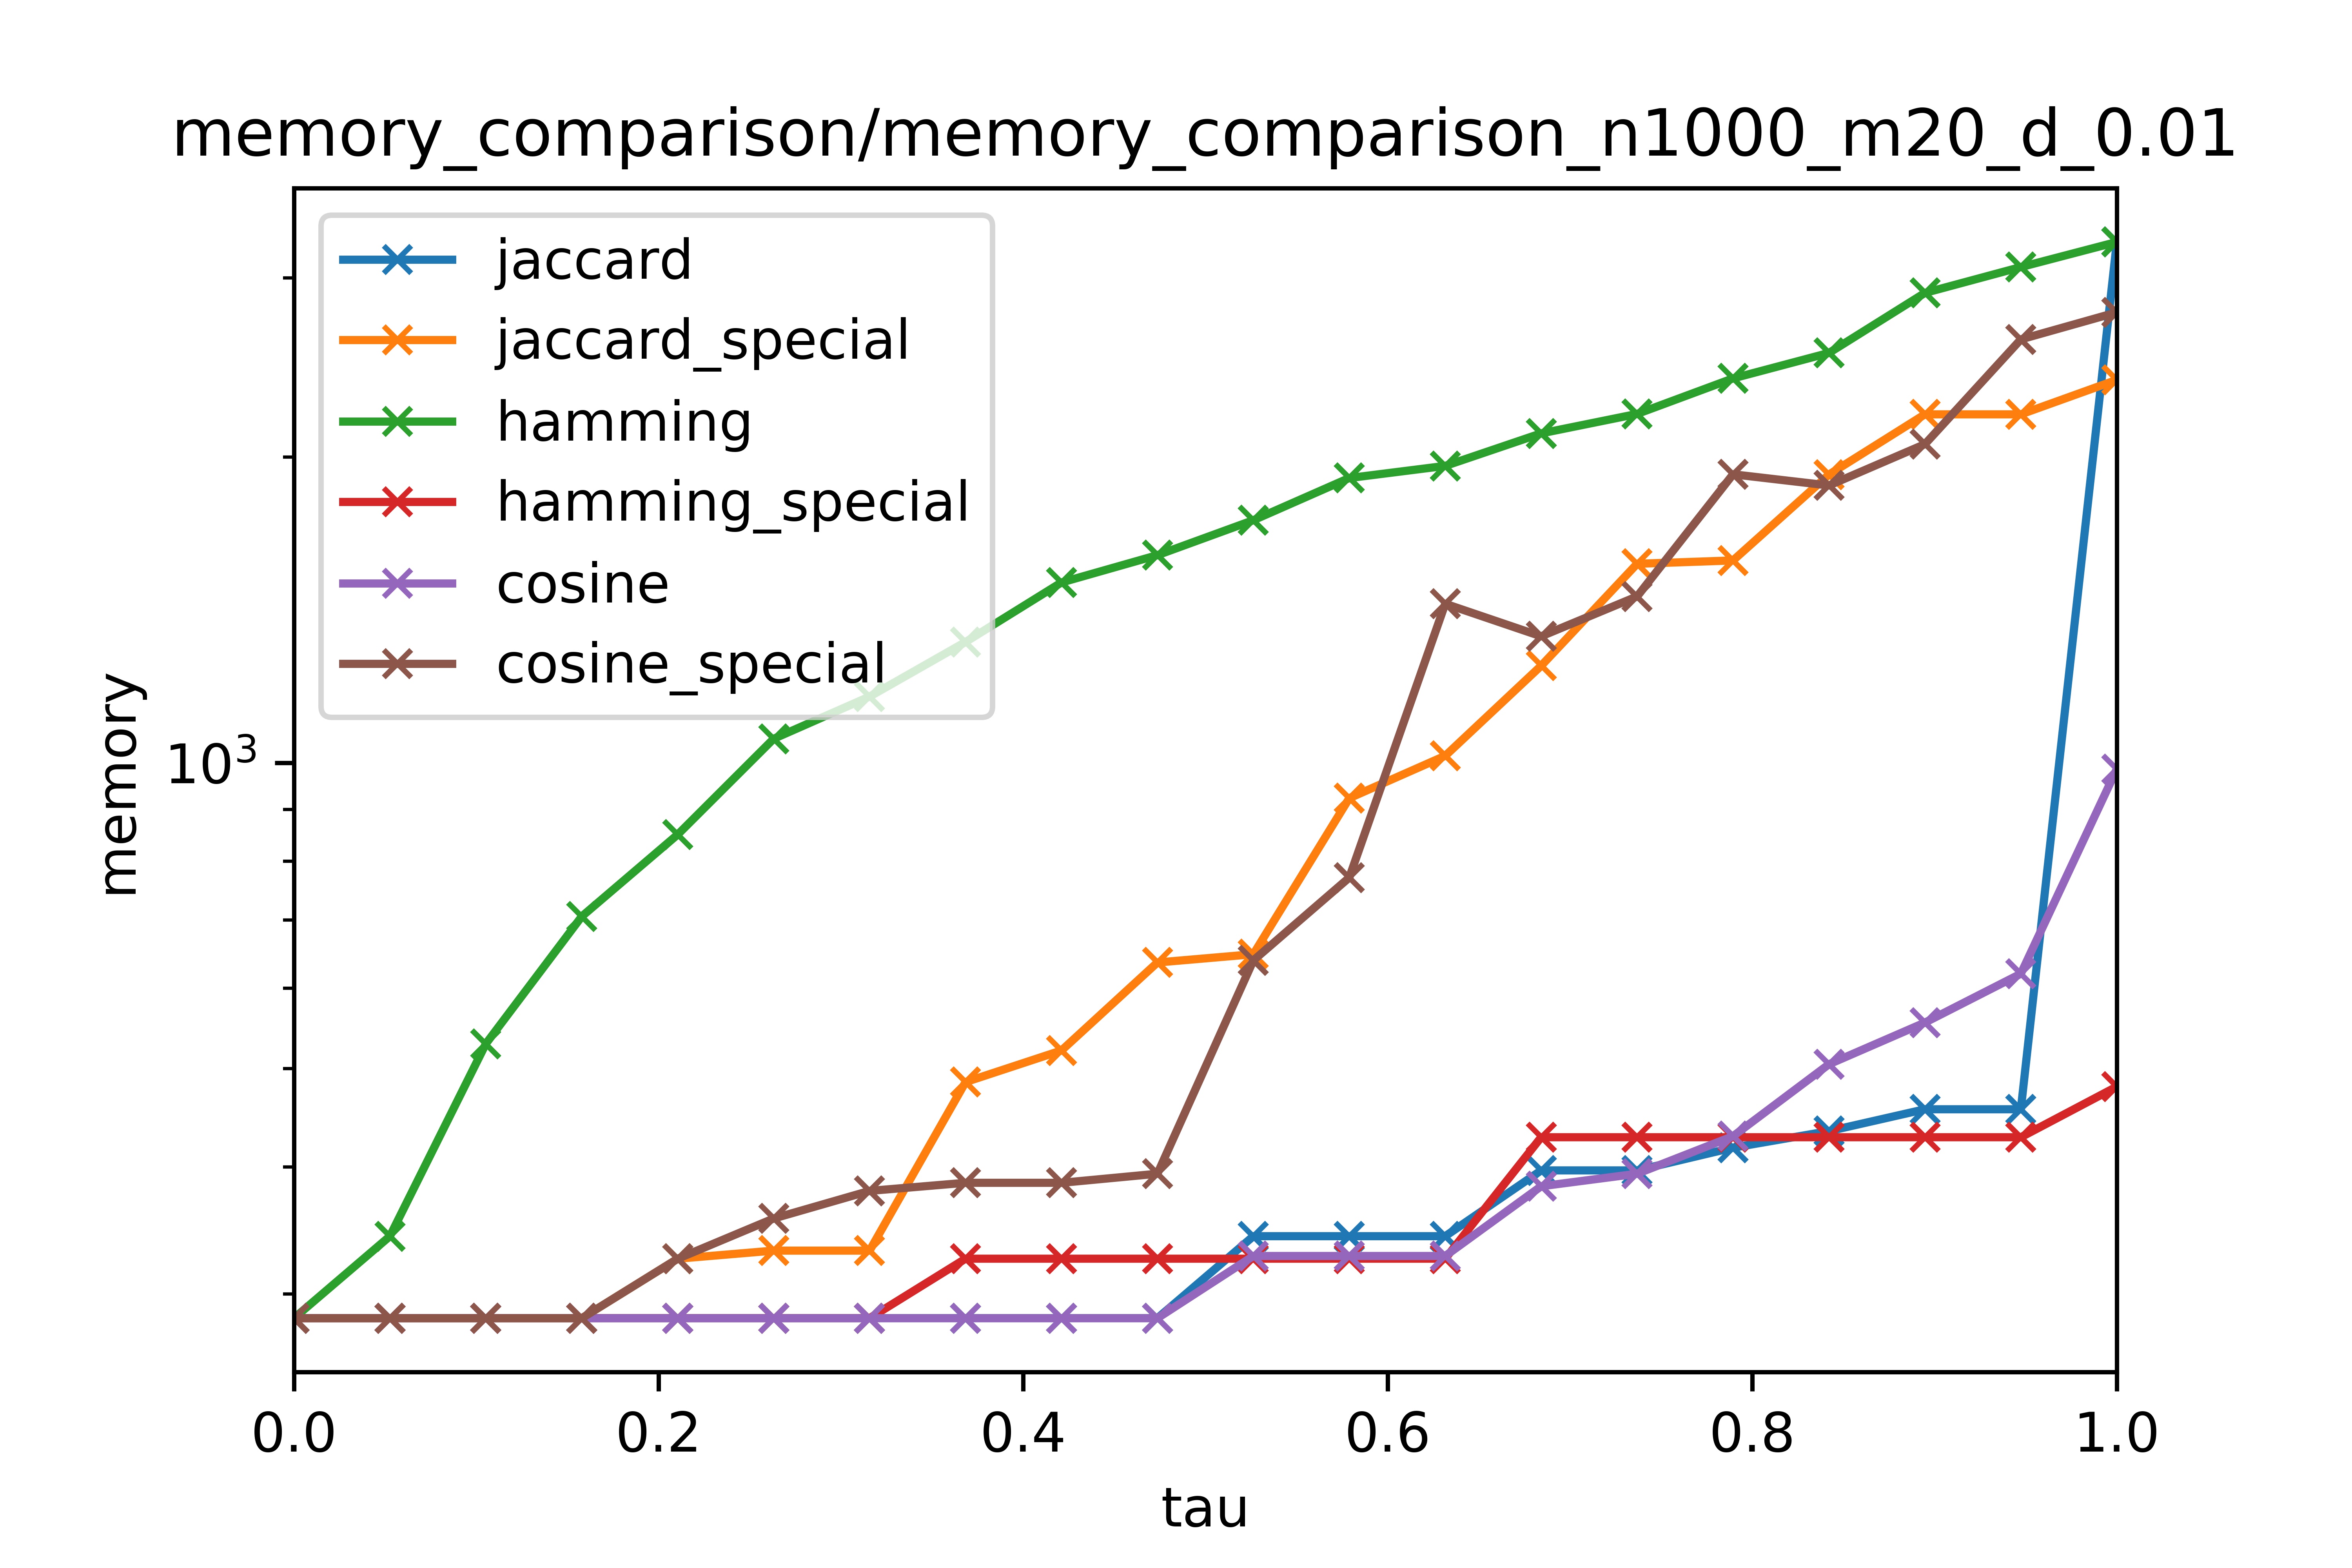 memory_comparison/memory_comparison_n1000_m20_d_0.01
jaccard
jaccard_special
hamming
hamming_special
cosine
cosine_special
memory
10³
0.0 0.2 0.4 0.6 0.8 1.0
tau